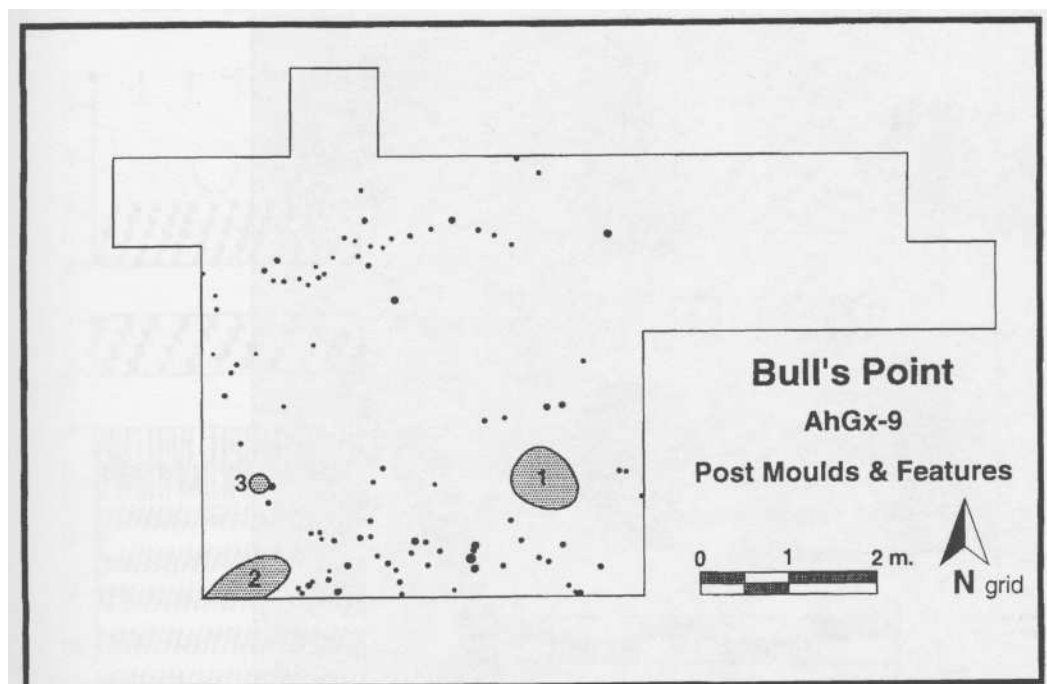 Bull's Point
AhGx-9
Post Moulds & Features
1
3
2
0 1 2 m.
N grid